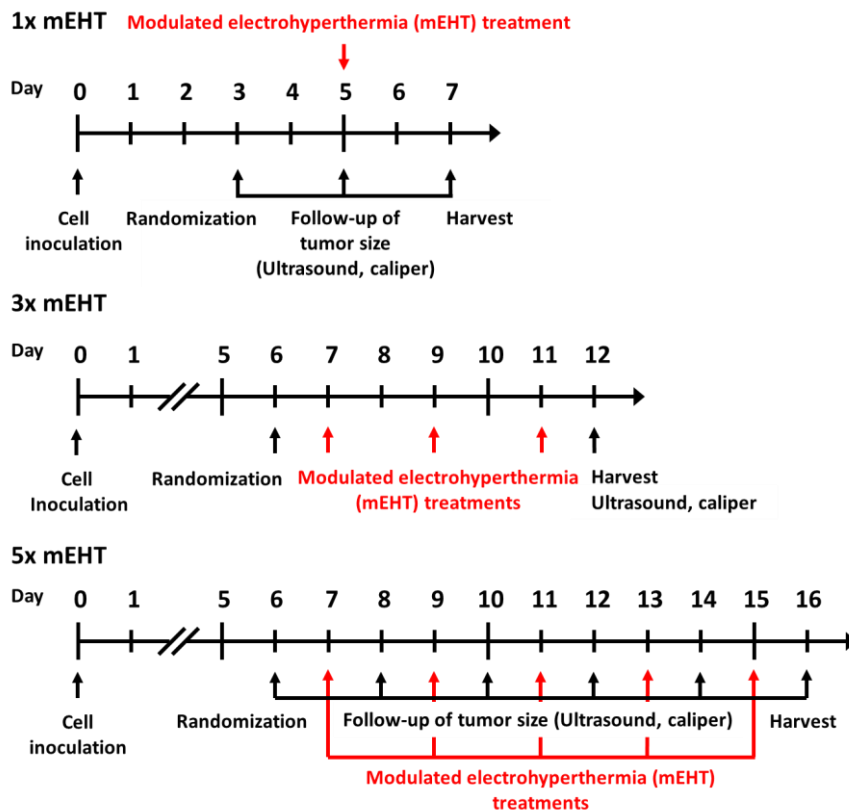 1x mEHT Modulated electrohyperthermia (mEHT) treatment
Day 0 1 2 3 4 5 6 7
Cell inoculation
Randomization
Follow-up of
tumor size
(Ultrasound, caliper)
Harvest
3x mEHT
Day 0 1 5 6 7 8 9 10 11 12
Cell
Inoculation
Randomization
Modulated electrohyperthermia
(mEHT) treatments
Harvest
Ultrasound, caliper
5x mEHT
Day 0 1 5 6 7 8 9 10 11 12 13 14 15 16
Cell
inoculation
Randomization
Follow-up of tumor size (Ultrasound, caliper)
Harvest
Modulated electrohyperthermia (mEHT)
treatments